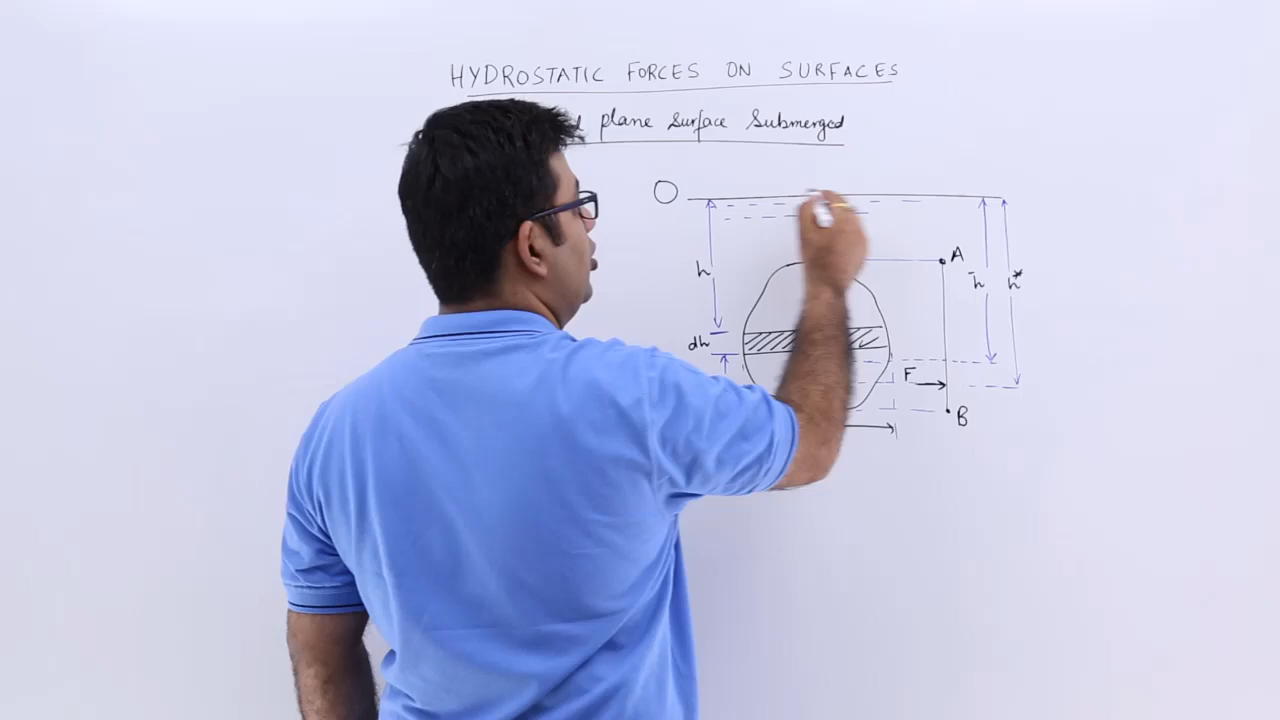 HYDROSTATIC FORCES ON SURFACES
plane Surface Submerged
O
A
h
h̄
h*
dh
F
B